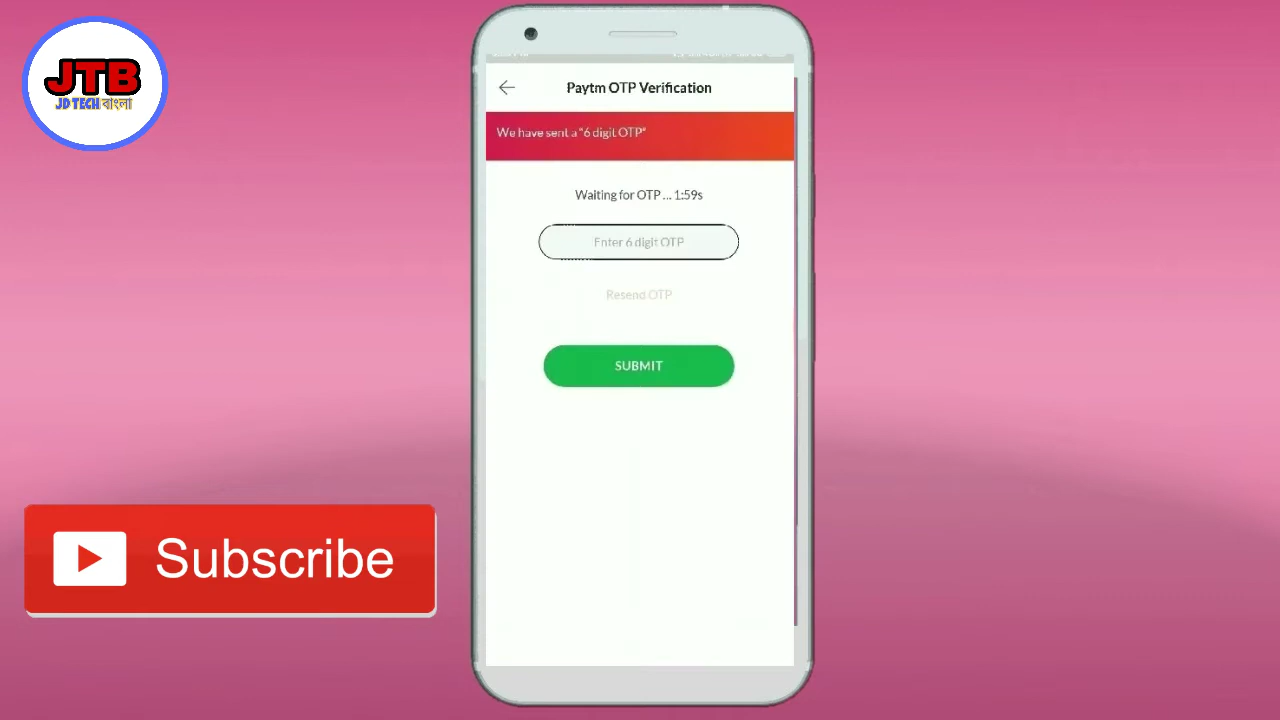 JTB
JD TECH বাংলা
Paytm OTP Verification
We have sent a "6 digit OTP"
Waiting for OTP ... 1:59s
Enter 6 digit OTP
Resend OTP
SUBMIT
Subscribe